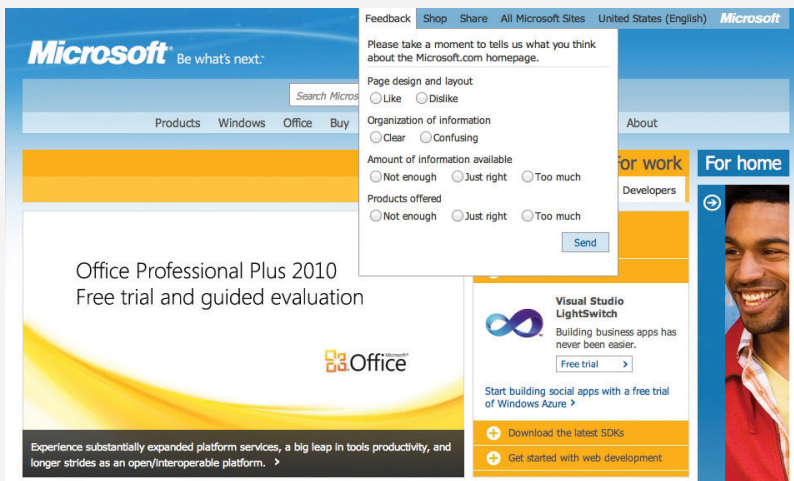 Feedback Shop Share All Microsoft Sites United States (English) Microsoft
Microsoft® Be what's next.™
Please take a moment to tells us what you think
about the Microsoft.com homepage.
Page design and layout
Like Dislike
Organization of information
Clear Confusing
Amount of information available
Not enough Just right Too much
Products offered
Not enough Just right Too much
Send
Search Micros
Products Windows Office Buy
About
For work
For home
Developers
Office Professional Plus 2010
Free trial and guided evaluation
Microsoft®
Office
Experience substantially expanded platform services, a big leap in tools productivity, and
longer strides as an open/interoperable platform. >
Visual Studio
LightSwitch
Building business apps has
never been easier.
Free trial >
Start building social apps with a free trial
of Windows Azure >
Download the latest SDKs
Get started with web development